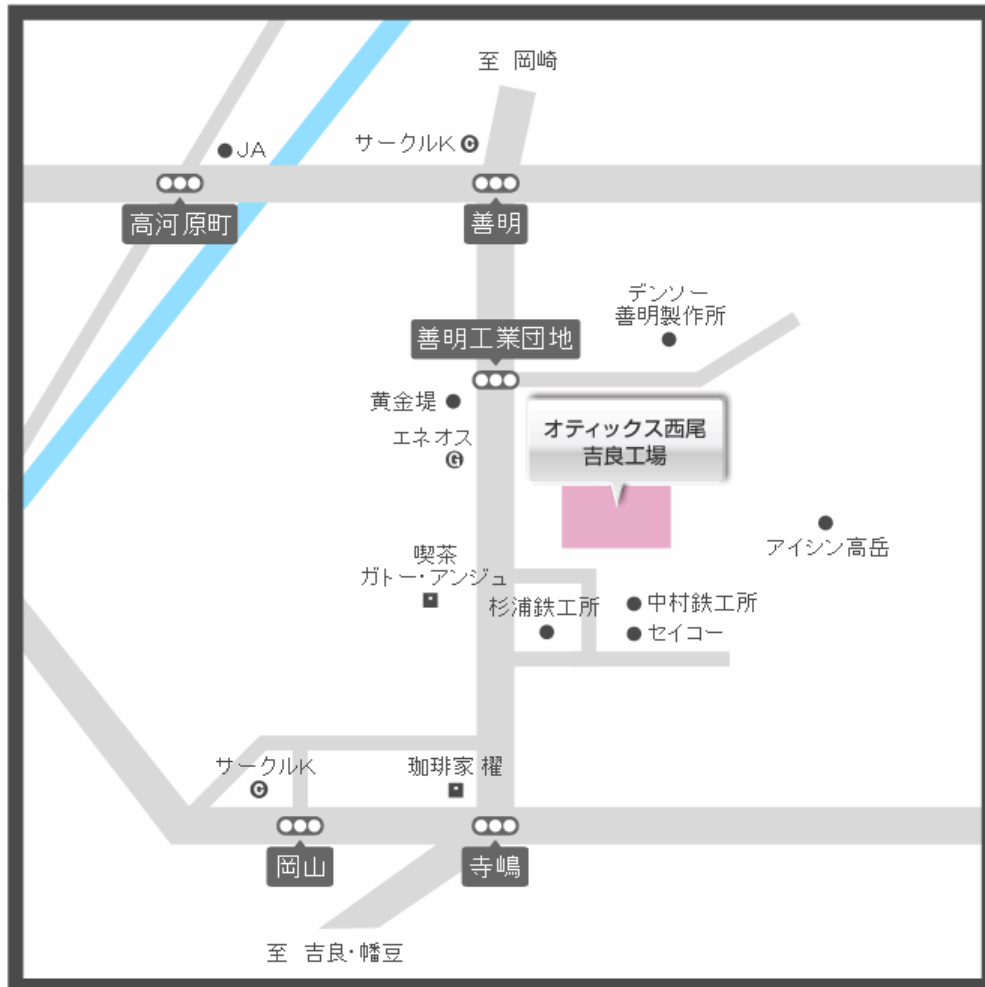 至 岡崎
サークルK
JA
高河原町
善明
デンソー
善明製作所
善明工業団地
黄金堤
エネオス
オティックス西尾
吉良工場
アイシン高岳
喫茶
ガトー・アンジュ
杉浦鉄工所
中村鉄工所
セイコー
サークルK
珈琲家 櫂
岡山
寺嶋
至 吉良・幡豆